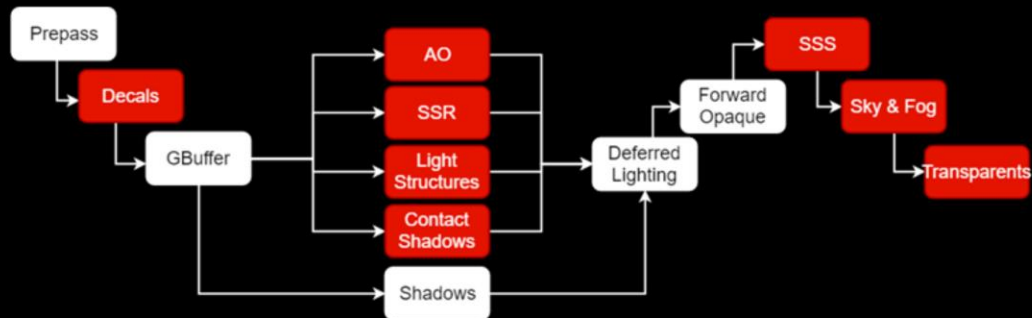 Prepass
Decals
GBuffer
AO
SSR
Light
Structures
Contact
Shadows
Shadows
Deferred
Lighting
Forward
Opaque
SSS
Sky & Fog
Transparents